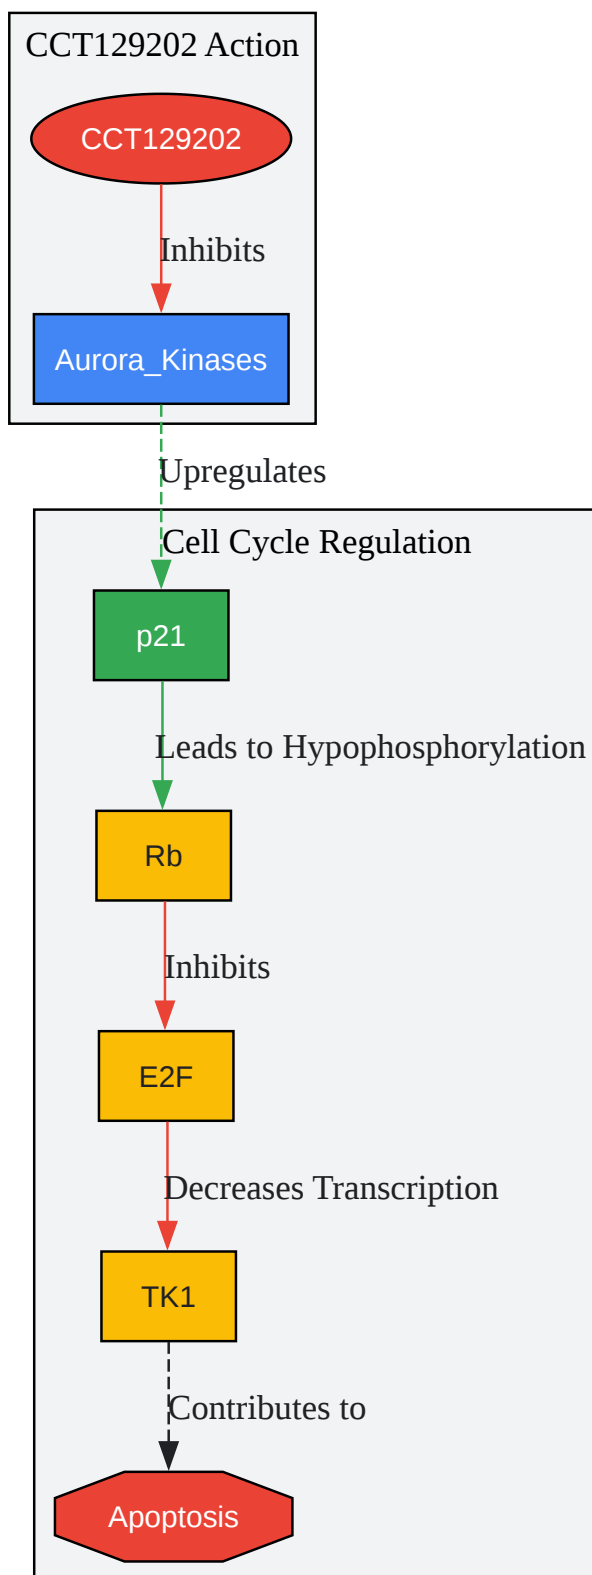 CCT129202 Action
CCT129202
Inhibits
Aurora_Kinases
Upregulates
Cell Cycle Regulation
p21
Leads to Hypophosphorylation
Rb
Inhibits
E2F
Decreases Transcription
TK1
Contributes to
Apoptosis